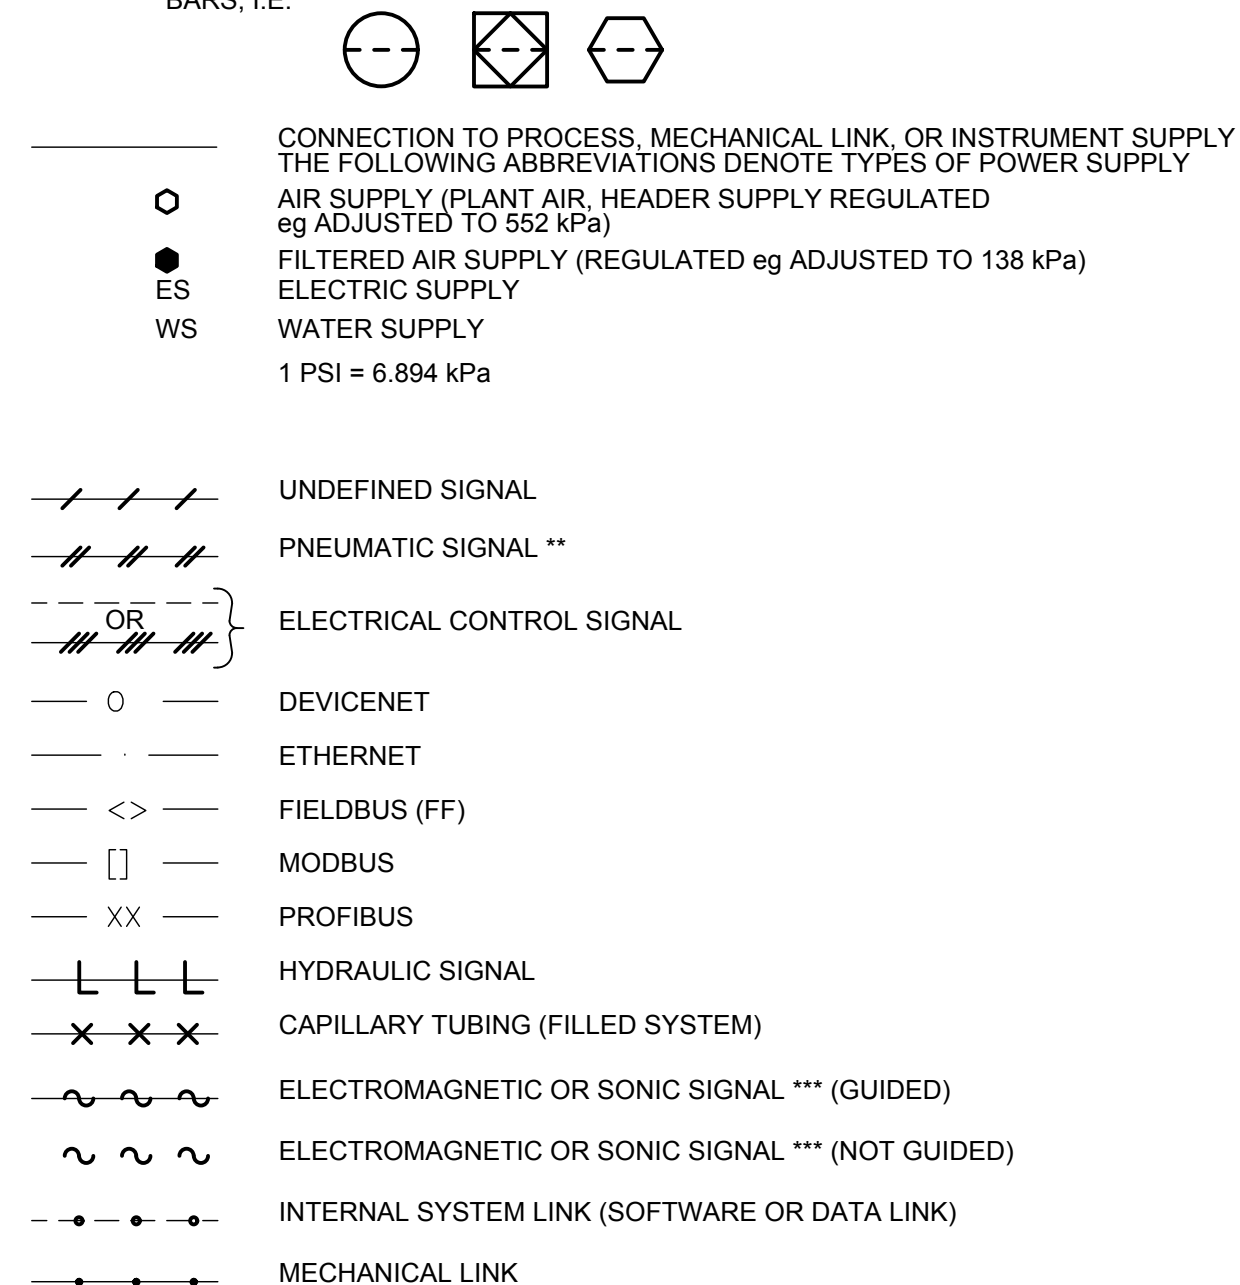 BARS, I.E.
CONNECTION TO PROCESS, MECHANICAL LINK, OR INSTRUMENT SUPPLY
THE FOLLOWING ABBREVIATIONS DENOTE TYPES OF POWER SUPPLY
AIR SUPPLY (PLANT AIR, HEADER SUPPLY REGULATED
eg ADJUSTED TO 552 kPa)
FILTERED AIR SUPPLY (REGULATED eg ADJUSTED TO 138 kPa)
ES ELECTRIC SUPPLY
WS WATER SUPPLY
1 PSI = 6.894 kPa
UNDEFINED SIGNAL
PNEUMATIC SIGNAL **
OR ELECTRICAL CONTROL SIGNAL
O DEVICENET
ETHERNET
<> FIELDBUS (FF)
[] MODBUS
XX PROFIBUS
L L L HYDRAULIC SIGNAL
CAPILLARY TUBING (FILLED SYSTEM)
ELECTROMAGNETIC OR SONIC SIGNAL *** (GUIDED)
ELECTROMAGNETIC OR SONIC SIGNAL *** (NOT GUIDED)
INTERNAL SYSTEM LINK (SOFTWARE OR DATA LINK)
MECHANICAL LINK